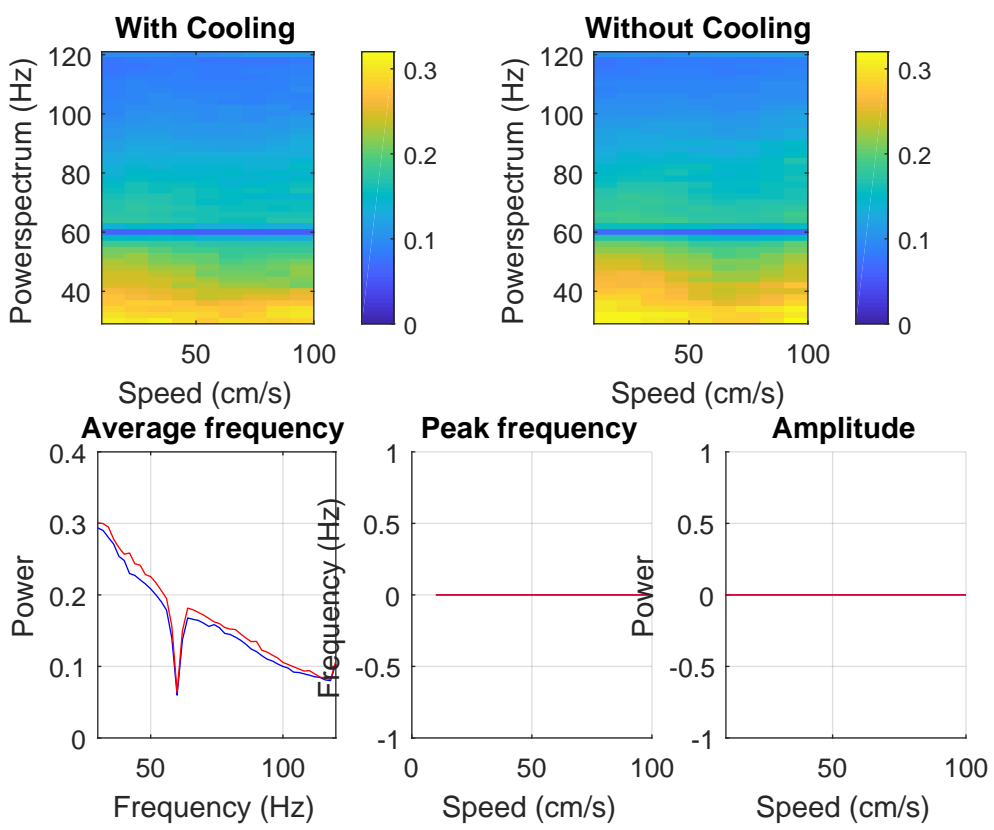 With Cooling
Without Cooling
Powerspectrum (Hz)
120
100
80
60
40
50
100
Speed (cm/s)
0.3
0.2
0.1
0
Powerspectrum (Hz)
120
100
80
60
40
50
100
Speed (cm/s)
0.3
0.2
0.1
0
Average frequency
Power
0.4
0.3
0.2
0.1
0
50
100
Frequency (Hz)
Peak frequency
Frequency (Hz)
1
0.5
0
-0.5
-1
0
50
100
Speed (cm/s)
Amplitude
Power
1
0.5
0
-0.5
-1
50
100
Speed (cm/s)